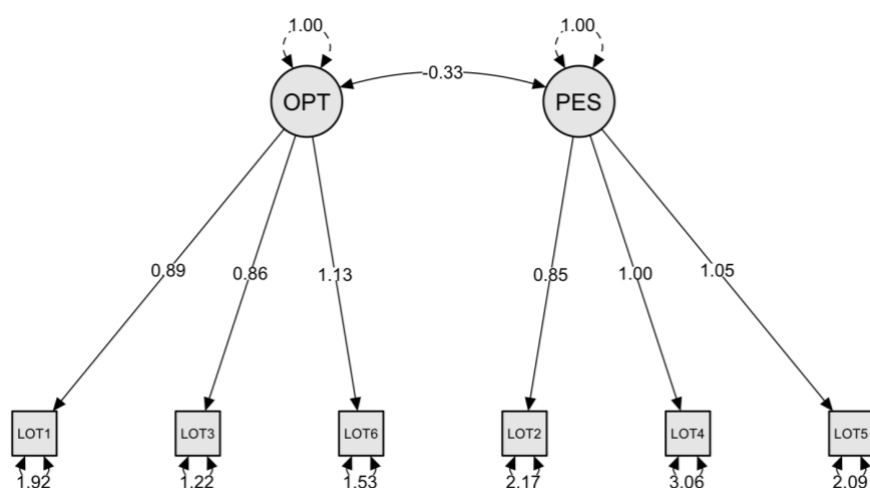 1.00 1.00
-0.33
OPT PES
0.89 0.86 1.13 0.85 1.00 1.05
LOT1 LOT3 LOT6 LOT2 LOT4 LOT5
1.92 1.22 1.53 2.17 3.06 2.09